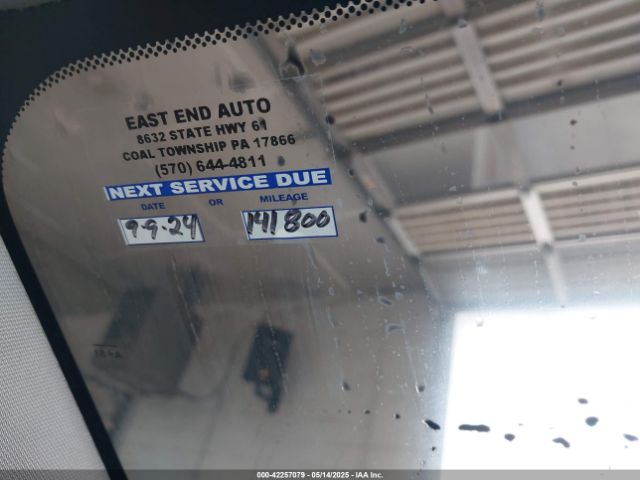 EAST END AUTO
8632 STATE HWY 61
COAL TOWNSHIP PA 17866
(570) 644-4811
NEXT SERVICE DUE
DATE OR MILEAGE
9-9-24 141800
000-42257079 - 05/14/2025 - IAA Inc.